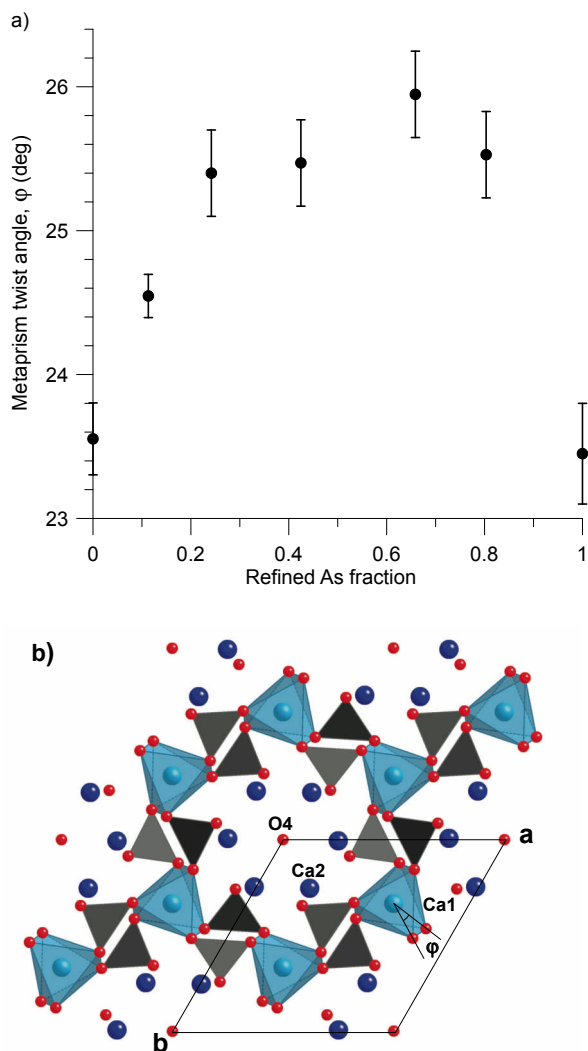 a)
Metaprism twist angle, φ (deg)
26
25
24
23
0 0.2 0.4 0.6 0.8 1
Refined As fraction
b)
O4
a
Ca2
Ca1
φ
b